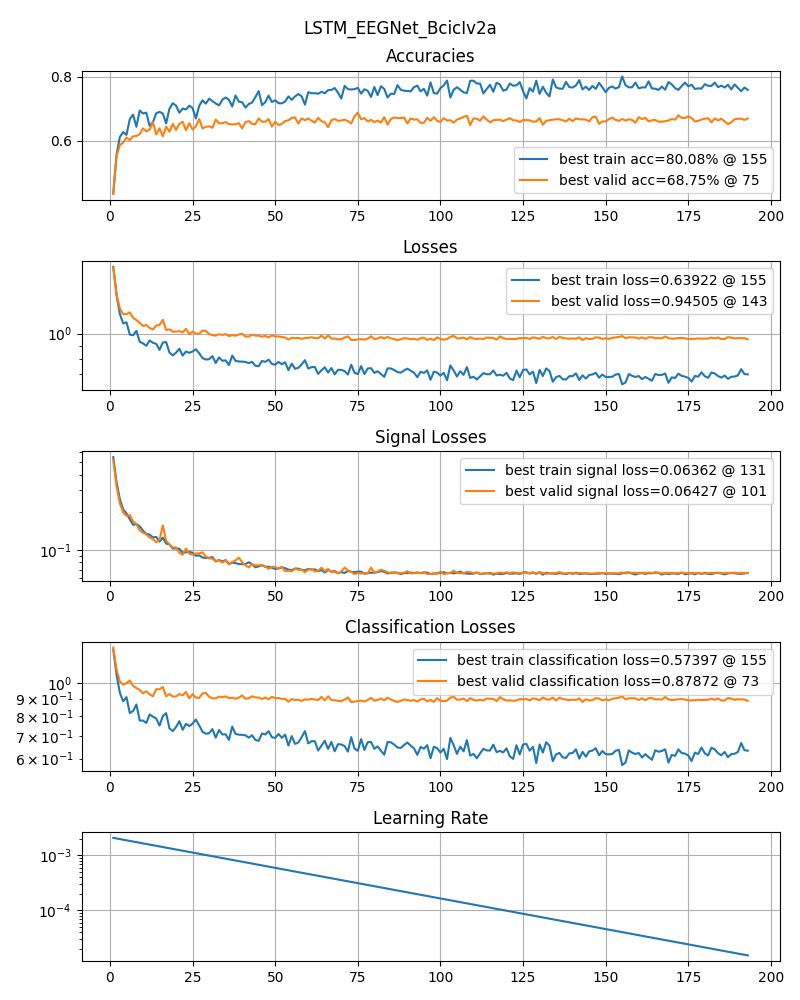 LSTM_EEGNet_BcicIv2a
Accuracies
0.8
0.6
best train acc=80.08% @ 155
best valid acc=68.75% @ 75
0 25 50 75 100 125 150 175 200
Losses
10⁰
best train loss=0.63922 @ 155
best valid loss=0.94505 @ 143
0 25 50 75 100 125 150 175 200
Signal Losses
10⁻¹
best train signal loss=0.06362 @ 131
best valid signal loss=0.06427 @ 101
0 25 50 75 100 125 150 175 200
Classification Losses
10⁰
9 × 10⁻¹
8 × 10⁻¹
7 × 10⁻¹
6 × 10⁻¹
best train classification loss=0.57397 @ 155
best valid classification loss=0.87872 @ 73
0 25 50 75 100 125 150 175 200
Learning Rate
10⁻³
10⁻⁴
0 25 50 75 100 125 150 175 200